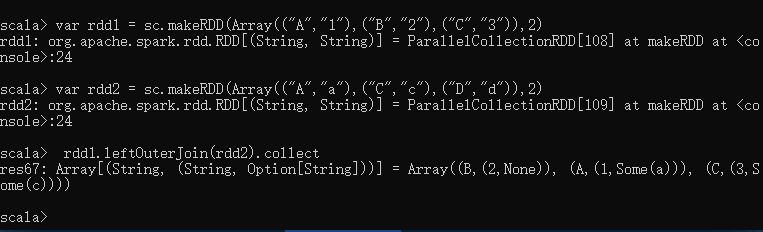 scala> var rdd1 = sc.makeRDD(Array(("A","1"),("B","2"),("C","3")),2)
rdd1: org.apache.spark.rdd.RDD[(String, String)] = ParallelCollectionRDD[108] at makeRDD at <co
nsole>:24
scala> var rdd2 = sc.makeRDD(Array(("A","a"),("C","c"),("D","d")),2)
rdd2: org.apache.spark.rdd.RDD[(String, String)] = ParallelCollectionRDD[109] at makeRDD at <co
nsole>:24
scala>  rdd1.leftOuterJoin(rdd2).collect
res67: Array[(String, (String, Option[String]))] = Array((B,(2,None)), (A,(1,Some(a))), (C,(3,S
ome(c))))
scala>